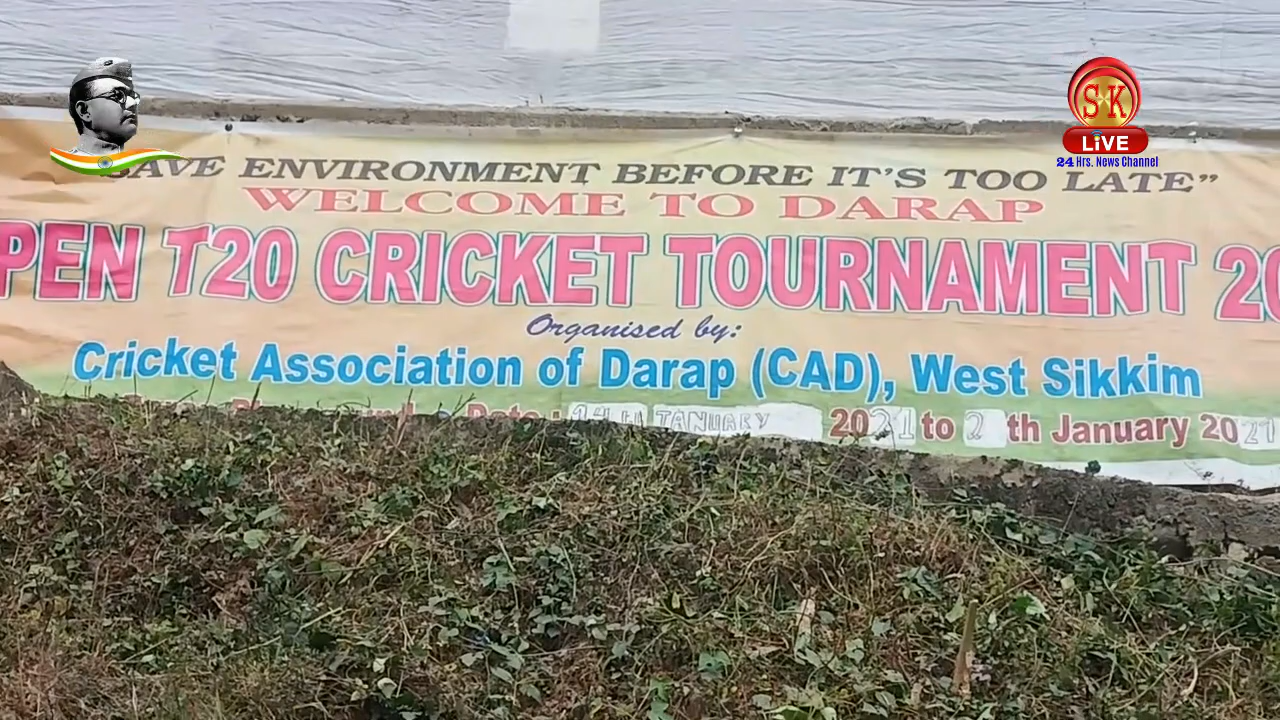 SK
LiVE
24 Hrs. News Channel
SAVE ENVIRONMENT BEFORE IT'S TOO LATE”
WELCOME TO DARAP
PEN T20 CRICKET TOURNAMENT 20
Organised by:
Cricket Association of Darap (CAD), West Sikkim
Date : JANUARY 2021 to 2 th January 2021